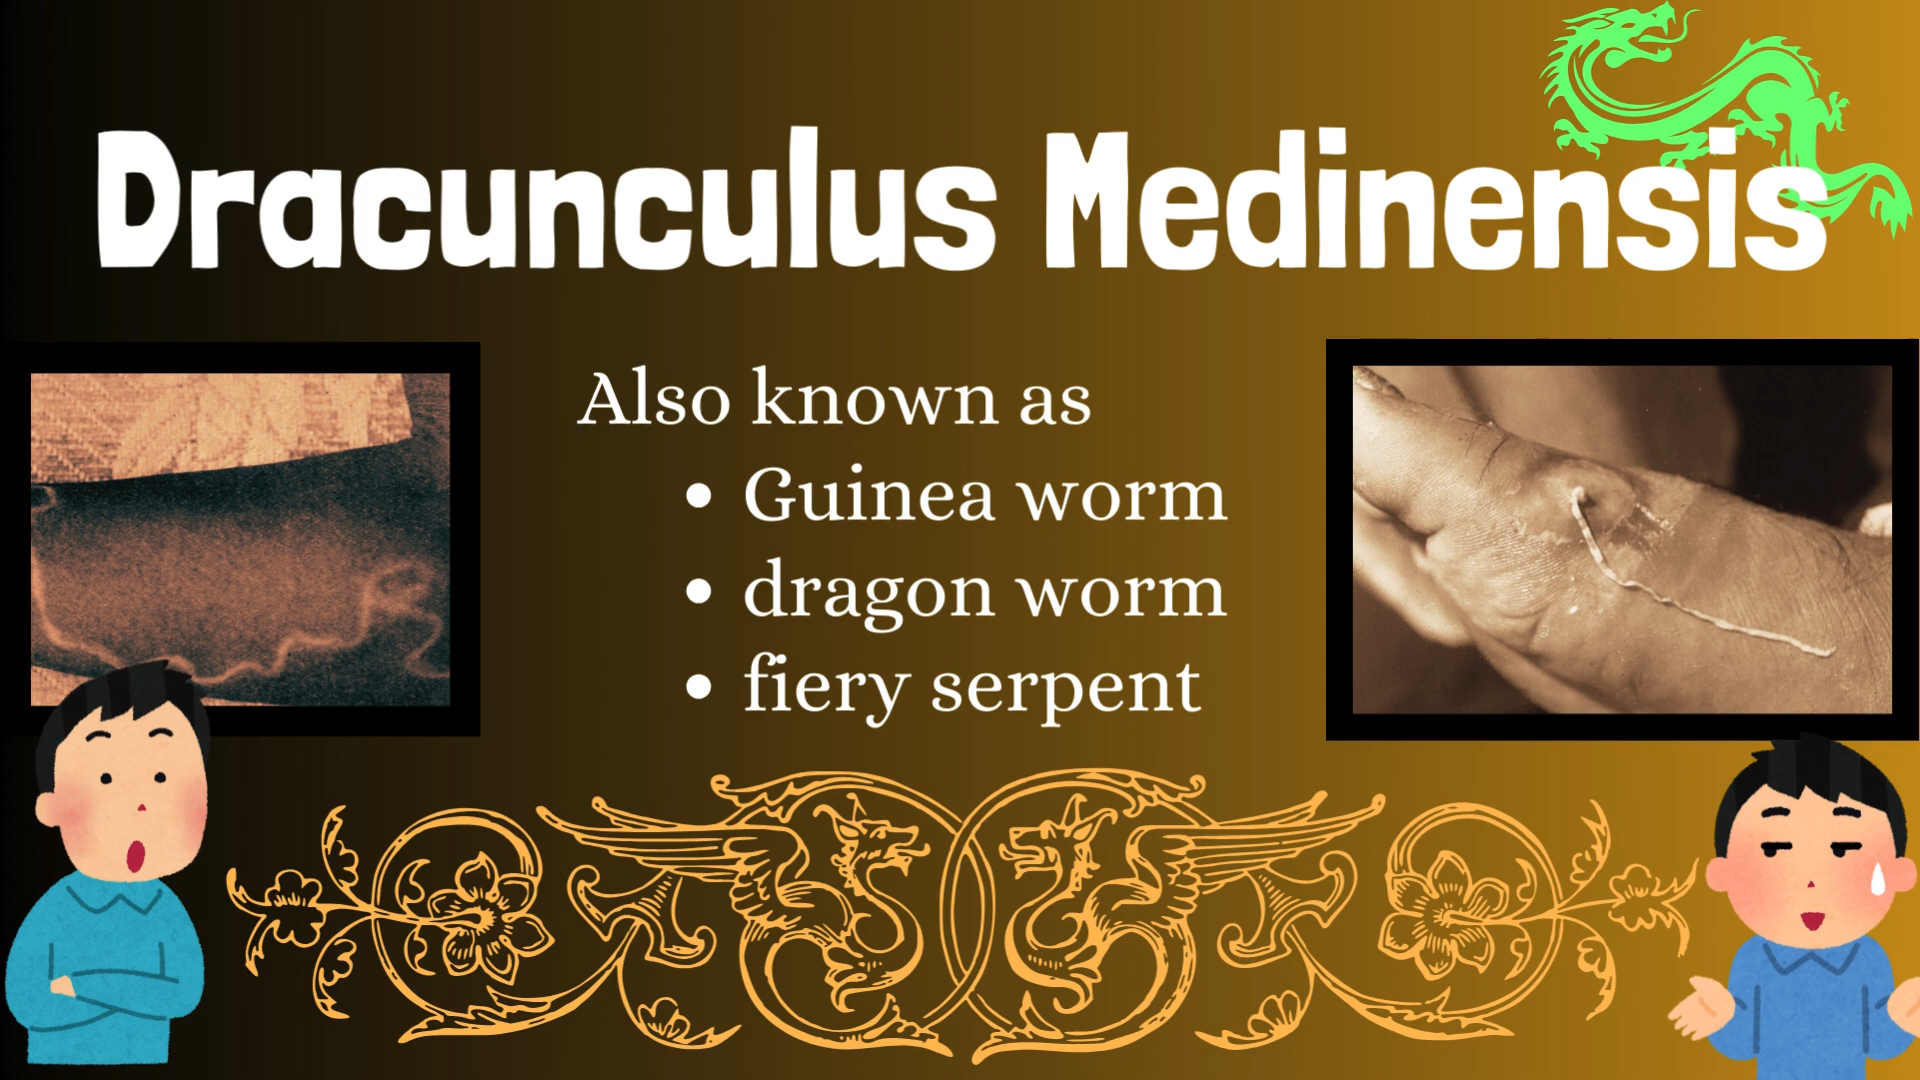 Dracunculus Medinensis
Also known as
• Guinea worm
• dragon worm
• fiery serpent